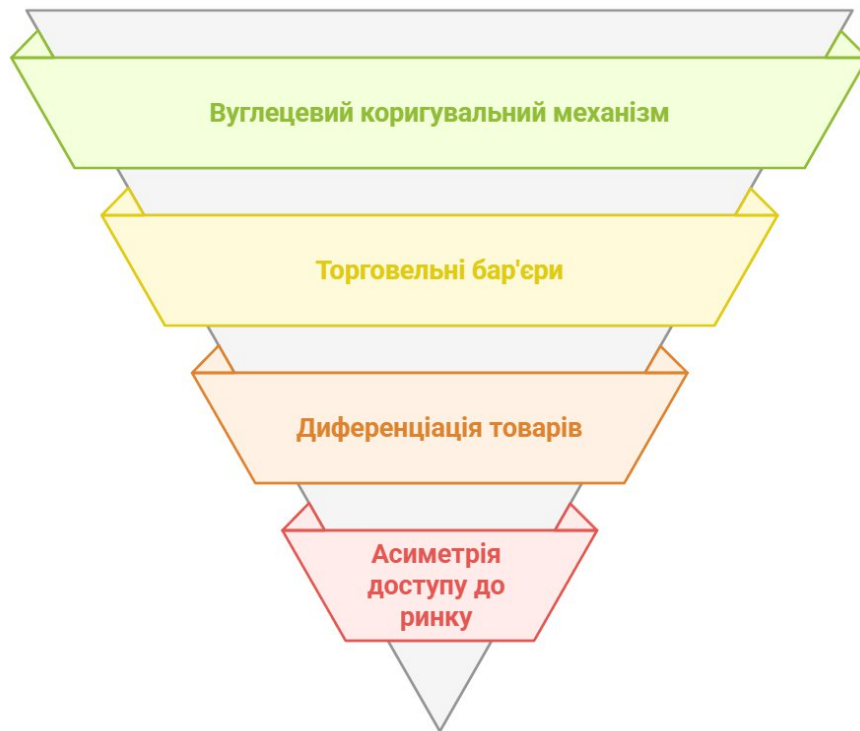 Вуглецевий коригувальний механізм
Торговельні бар'єри
Диференціація товарів
Асиметрія
доступу до
ринку